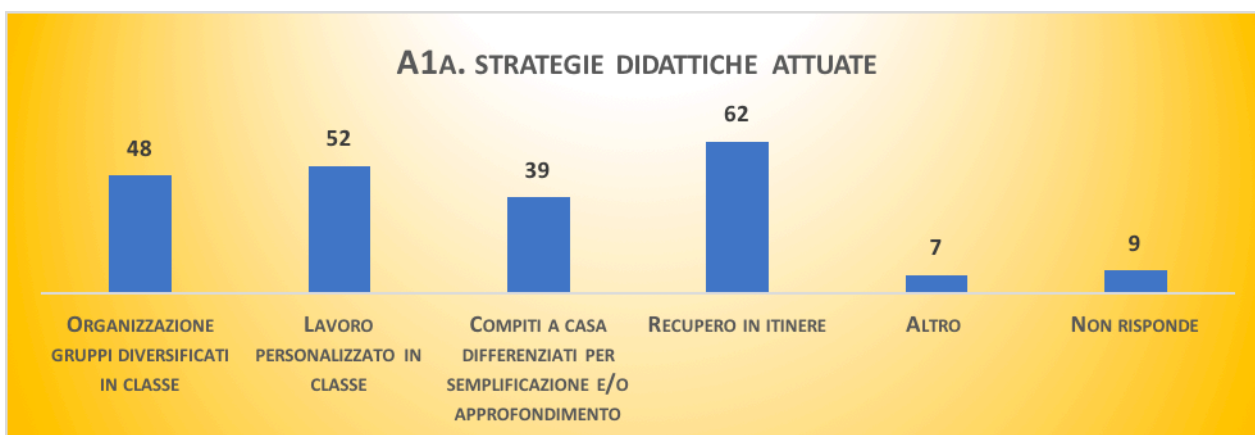 A1A. STRATEGIE DIDATTICHE ATTUATE
48
52
39
62
7
9
ORGANIZZAZIONE
GRUPPI DIVERSIFICATI
IN CLASSE
LAVORO
PERSONALIZZATO IN
CLASSE
COMPITI A CASA
DIFFERENZIATI PER
SEMPLIFICAZIONE E/O
APPROFONDIMENTO
RECUPERO IN ITINERE
ALTRO
NON RISPONDE